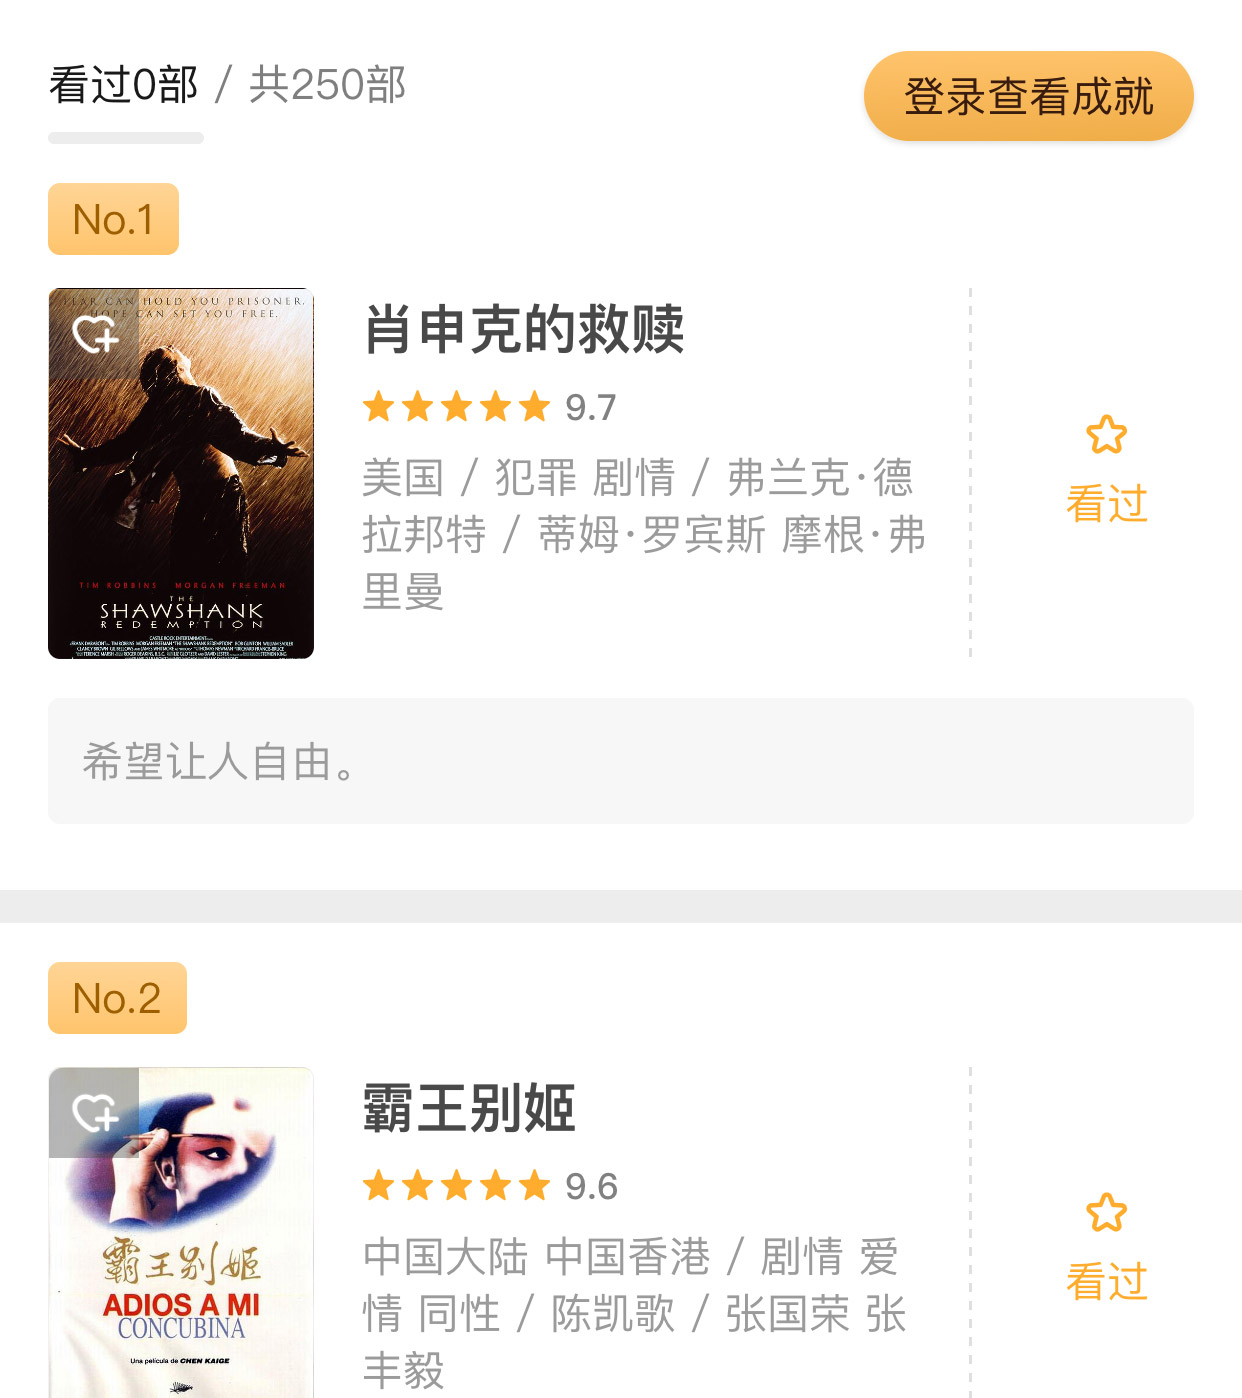 看过0部 / 共250部
登录查看成就
No.1
FEAR CAN HOLD YOU PRISONER.
HOPE CAN SET YOU FREE.
TIM ROBBINS MORGAN FREEMAN
THE
SHAWSHANK
REDEMPTION
肖申克的救赎
9.7
美国 / 犯罪 剧情 / 弗兰克·德
拉邦特 / 蒂姆·罗宾斯 摩根·弗
里曼
看过
希望让人自由。
No.2
霸王别姬
ADIOS A MI
CONCUBINA
Una película de CHEN KAIGE
霸王别姬
9.6
中国大陆 中国香港 / 剧情 爱
情 同性 / 陈凯歌 / 张国荣 张
丰毅
看过